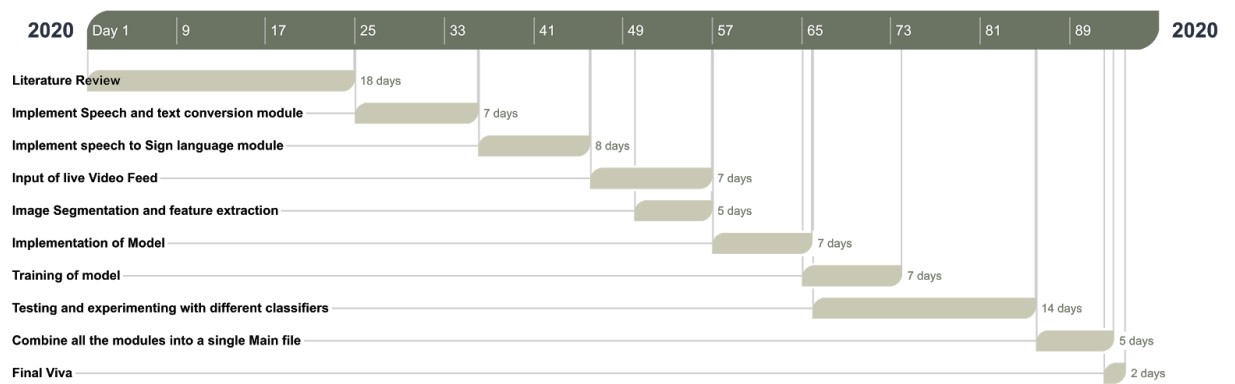 2020 Day 1 9 17 25 33 41 49 57 65 73 81 89 2020
Literature Review 18 days
Implement Speech and text conversion module 7 days
Implement speech to Sign language module 8 days
Input of live Video Feed 7 days
Image Segmentation and feature extraction 5 days
Implementation of Model 7 days
Training of model 7 days
Testing and experimenting with different classifiers 14 days
Combine all the modules into a single Main file 5 days
Final Viva 2 days